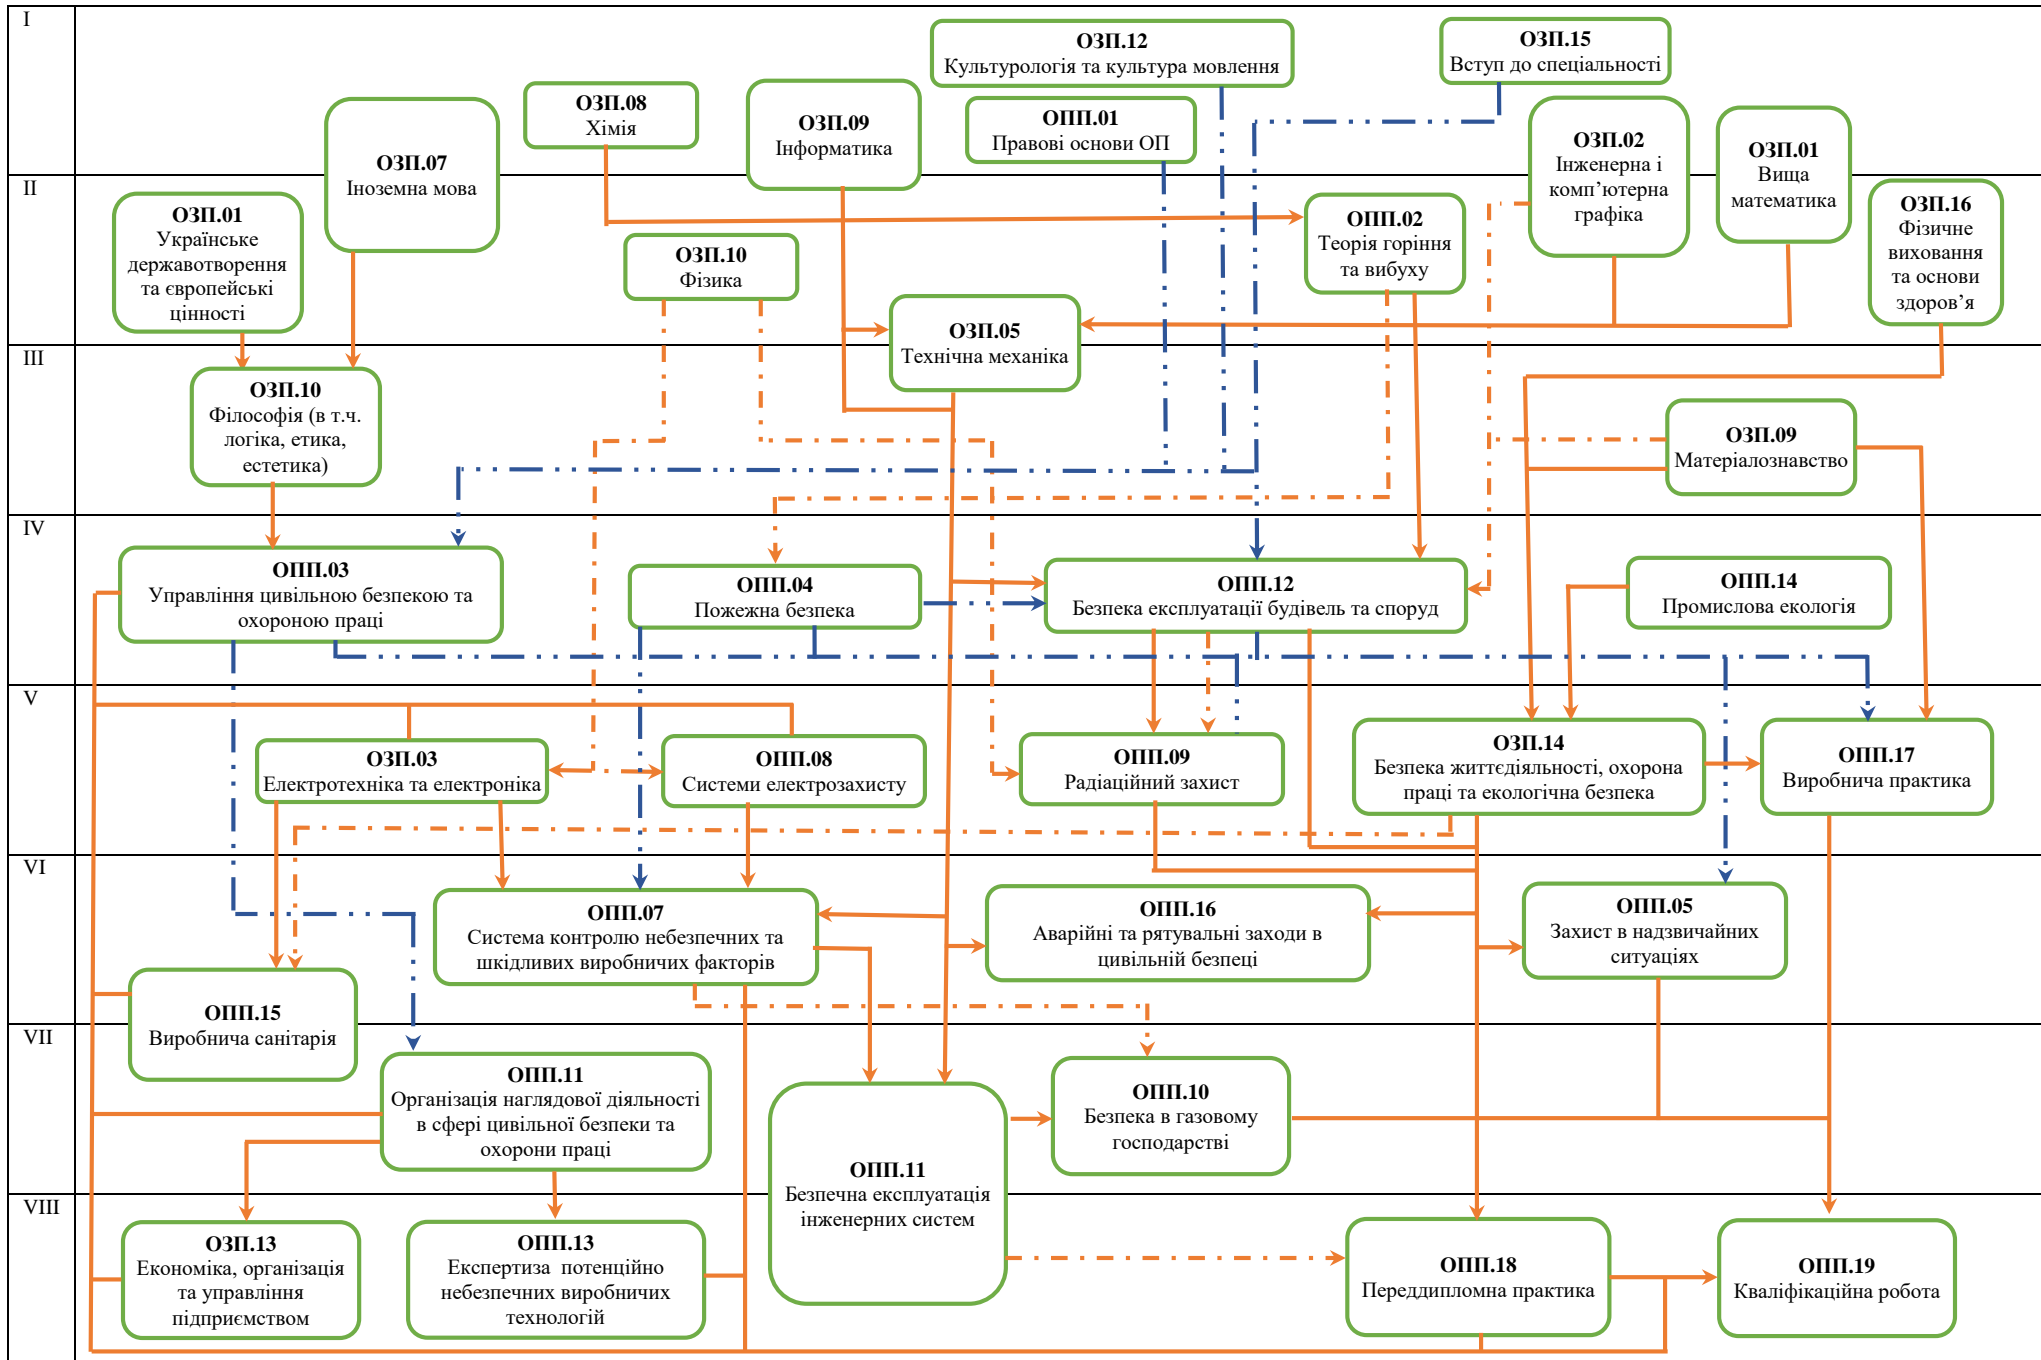 I
ОЗП.12
Культурологія та культура мовлення
ОЗП.15
Вступ до спеціальності
ОЗП.08
Хімія
ОЗП.09
Інформатика
ОПП.01
Правові основи ОП
ОЗП.07
Іноземна мова
ОЗП.02
Інженерна і
комп’ютерна
графіка
ОЗП.01
Вища
математика
II
ОЗП.01
Українське
державотворення
та європейські
цінності
ОЗП.10
Фізика
ОПП.02
Теорія горіння
та вибуху
ОЗП.16
Фізичне
виховання
та основи
здоров’я
ОЗП.05
Технічна механіка
III
ОЗП.10
Філософія (в т.ч.
логіка, етика,
естетика)
ОЗП.09
Матеріалознавство
IV
ОПП.03
Управління цивільною безпекою та
охороною праці
ОПП.04
Пожежна безпека
ОПП.12
Безпека експлуатації будівель та споруд
ОПП.14
Промислова екологія
V
ОЗП.03
Електротехніка та електроніка
ОПП.08
Системи електрозахисту
ОПП.09
Радіаційний захист
ОЗП.14
Безпека життєдіяльності, охорона
праці та екологічна безпека
ОПП.17
Виробнича практика
VI
ОПП.07
Система контролю небезпечних та
шкідливих виробничих факторів
ОПП.16
Аварійні та рятувальні заходи в
цивільній безпеці
ОПП.05
Захист в надзвичайних
ситуаціях
ОПП.15
Виробнича санітарія
VII
ОПП.11
Організація наглядової діяльності
в сфері цивільної безпеки та
охорони праці
ОПП.10
Безпека в газовому
господарстві
ОПП.11
Безпечна експлуатація
інженерних систем
VIII
ОЗП.13
Економіка, організація
та управління
підприємством
ОПП.13
Експертиза потенційно
небезпечних виробничих
технологій
ОПП.18
Переддипломна практика
ОПП.19
Кваліфікаційна робота